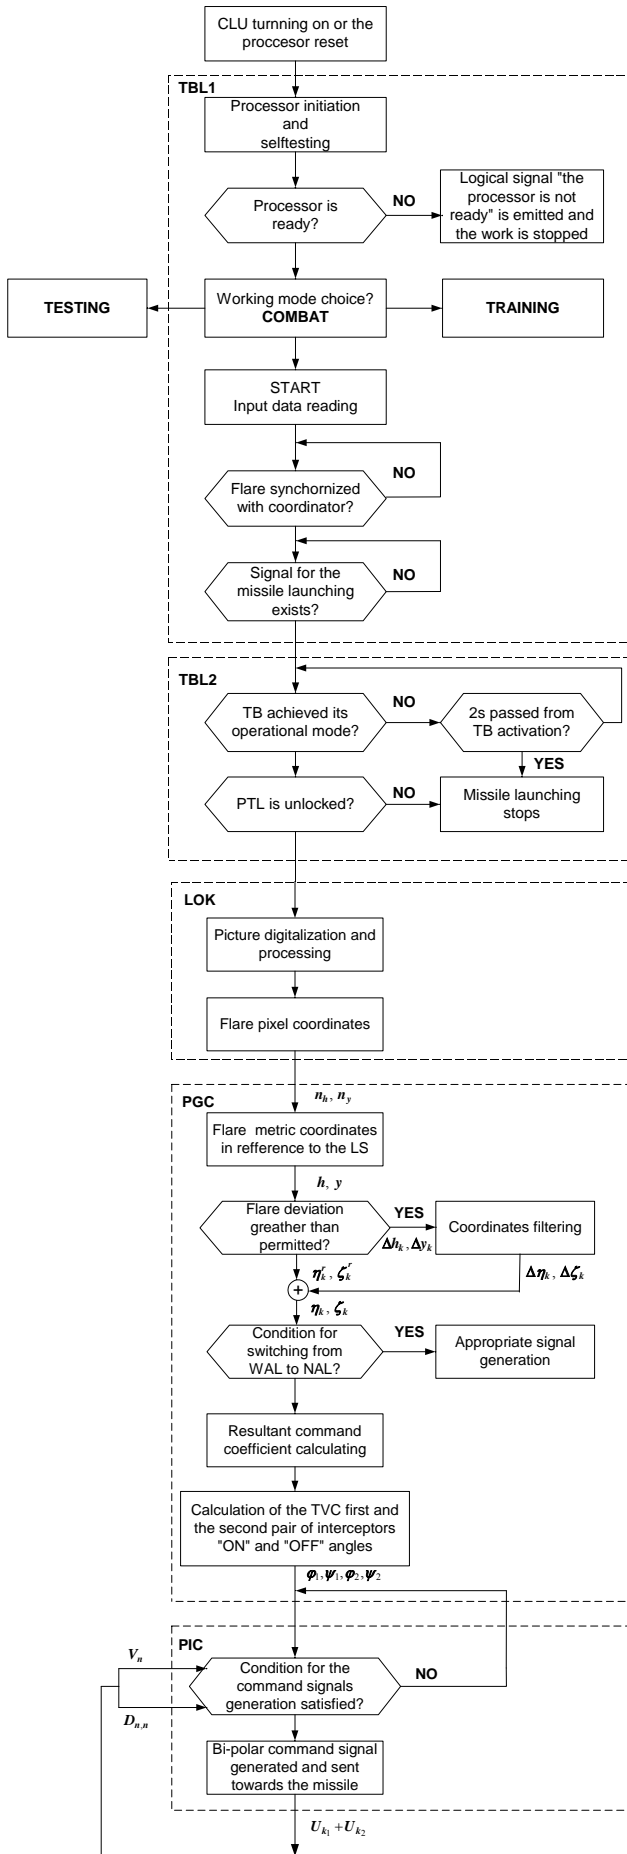 CLU turnning on or the
proccesor reset
TBL1
Processor initiation
and
selftesting
Processor is
ready?
NO
Logical signal "the
processor is not
ready" is emitted and
the work is stopped
TESTING
Working mode choice?
COMBAT
TRAINING
START
Input data reading
NO
Flare synchornized
with coordinator?
NO
Signal for the
missile launching
exists?
TBL2
TB achieved its
operational mode?
NO
2s passed from
TB activation?
YES
PTL is unlocked?
NO
Missile launching
stops
LOK
Picture digitalization and
processing
Flare pixel coordinates
n_h, n_y
PGC
Flare metric coordinates
in refference to the LS
h, y
Flare deviation
greather than
permitted?
YES
Δh_k, Δy_k
Coordinates filtering
η_k^r, ζ_k^r
Δη_k, Δζ_k
+
η_k, ζ_k
Condition for
switching from
WAL to NAL?
YES
Appropriate signal
generation
Resultant command
coefficient calculating
Calculation of the TVC first and
the second pair of interceptors
"ON" and "OFF" angles
φ_1, ψ_1, φ_2, ψ_2
PIC
V_n
Condition for the
command signals
generation satisfied?
NO
D_{n,n}
Bi-polar command signal
generated and sent
towards the missile
U_{k_1} + U_{k_2}